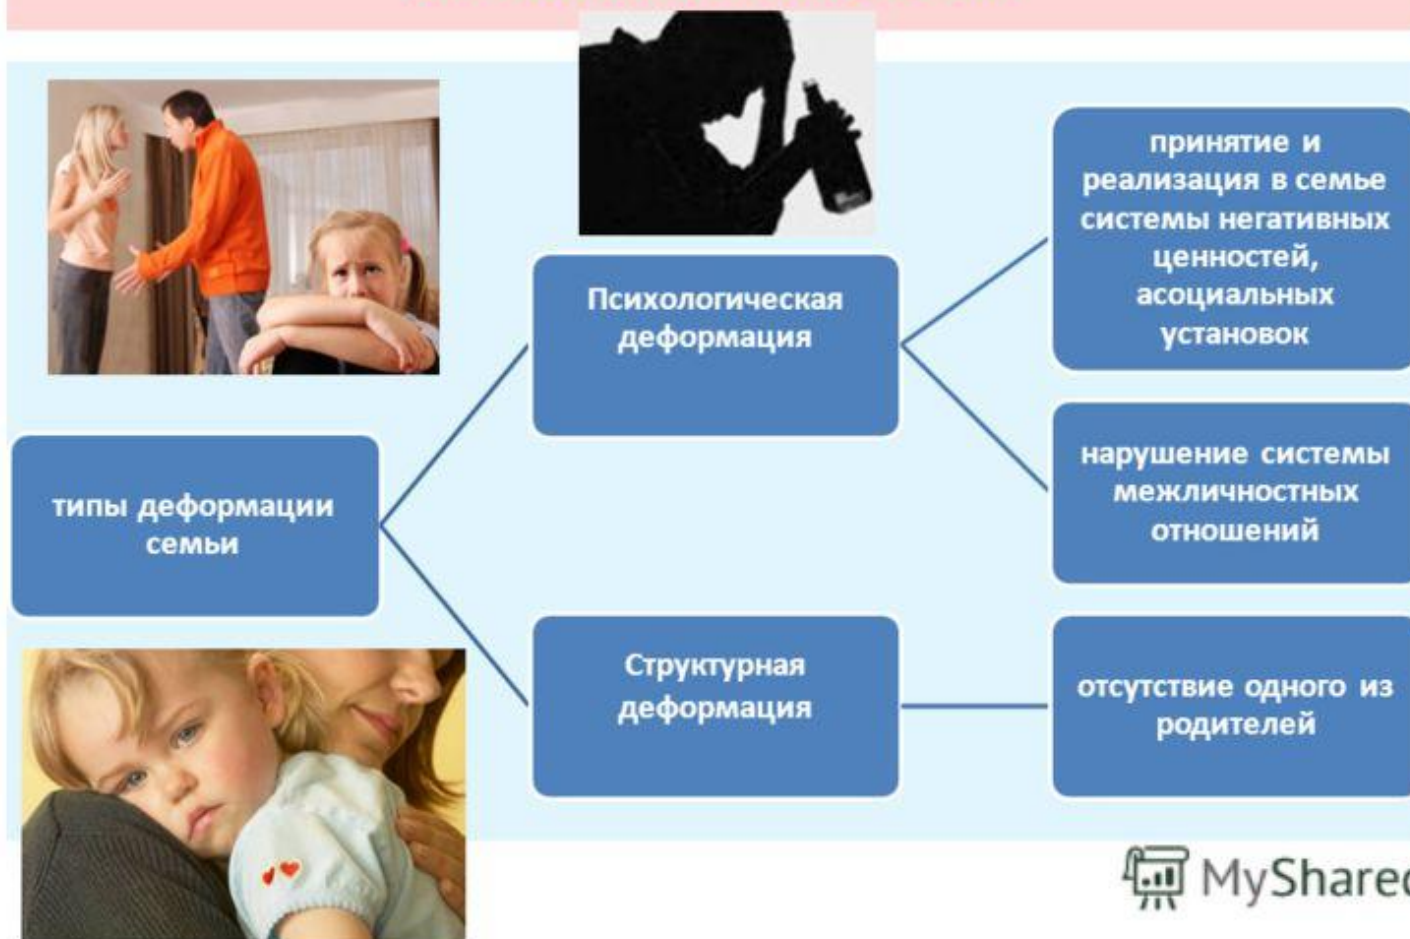 типы деформации
семьи
Психологическая
деформация
принятие и
реализация в семье
системы негативных
ценностей,
асоциальных
установок
нарушение системы
межличностных
отношений
Структурная
деформация
отсутствие одного из
родителей
MyShared